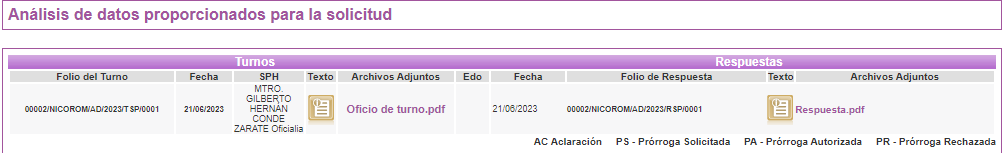 Análisis de datos proporcionados para la solicitud
Turnos Respuestas
Folio del Turno Fecha SPH Texto Archivos Adjuntos Edo Fecha Folio de Respuesta Texto Archivos Adjuntos
00002/NICOROM/AD/2023/TSP/0001 21/06/2023 MTRO. GILBERTO HERNAN CONDE ZARATE Oficialia Oficio de turno.pdf 21/06/2023 00002/NICOROM/AD/2023/RSP/0001 Respuesta.pdf
AC Aclaración PS - Prórroga Solicitada PA - Prórroga Autorizada PR - Prórroga Rechazada